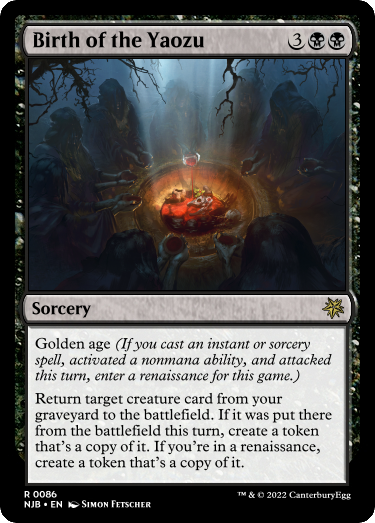 Birth of the Yaozu 3
Sorcery
Golden age (If you cast an instant or sorcery
spell, activated a nonmana ability, and attacked
this turn, enter a renaissance for this game.)
Return target creature card from your
graveyard to the battlefield. If it was put there
from the battlefield this turn, create a token
that's a copy of it. If you're in a renaissance,
create a token that's a copy of it.
R 0086
NJB • EN Simon Fetscher
™ & © 2022 CanterburyEgg